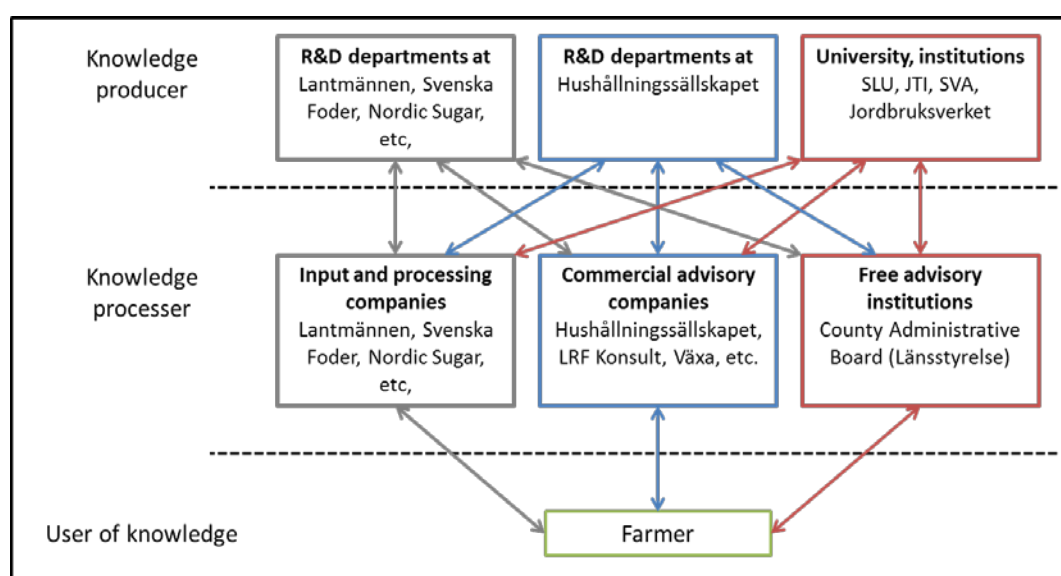 Knowledge
producer
R&D departments at
Lantmännen, Svenska
Foder, Nordic Sugar,
etc,
R&D departments at
Hushållningssällskapet
University, institutions
SLU, JTI, SVA,
Jordbruksverket
Knowledge
processer
Input and processing
companies
Lantmännen, Svenska
Foder, Nordic Sugar,
etc,
Commercial advisory
companies
Hushållningssällskapet,
LRF Konsult, Växa, etc.
Free advisory
institutions
County Administrative
Board (Länsstyrelse)
User of knowledge
Farmer